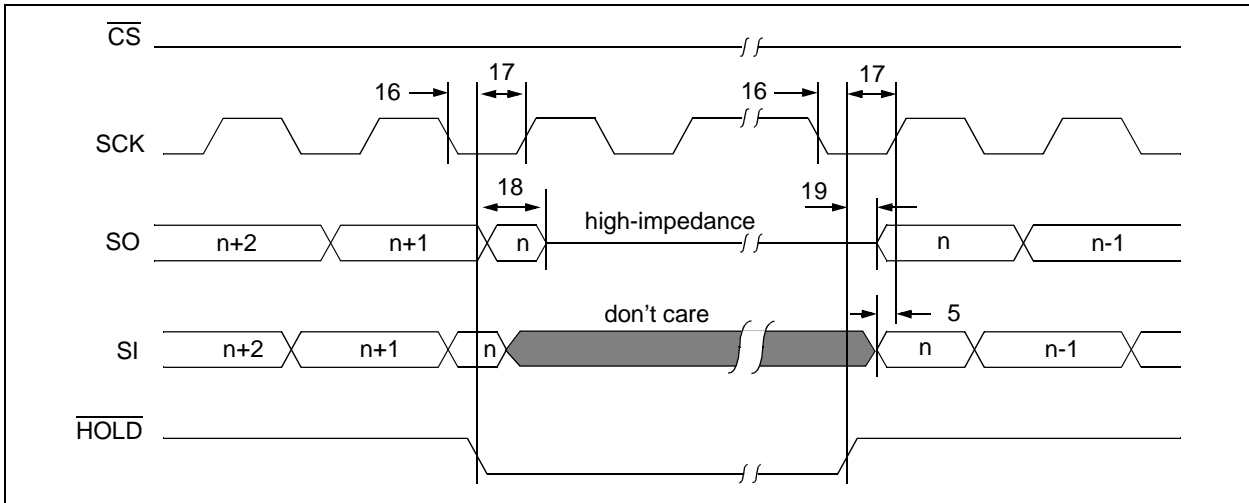 CS
17
17
16
16
SCK
18
19
high-impedance
SO
n+2
n+1
n
n
n-1
don't care
5
SI
n+2
n+1
n
n
n-1
HOLD